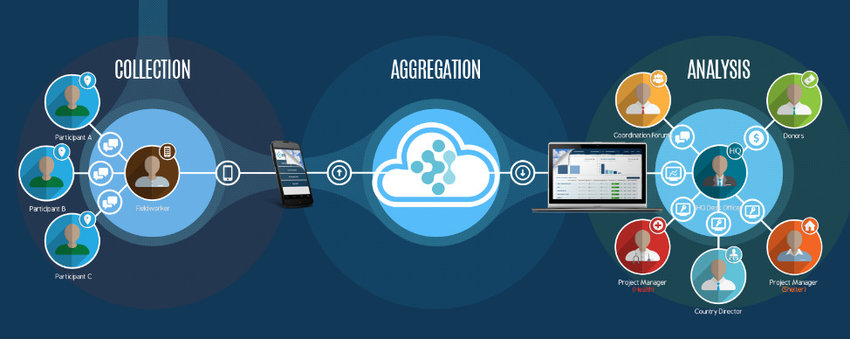 COLLECTION
AGGREGATION
ANALYSIS
Participant A
Participant B
Participant C
Fieldworker
Coordination Forum
Donors
HQ
HQ Desk Officer
$
Project Manager
(Health)
Country Director
Project Manager
(Shelter)